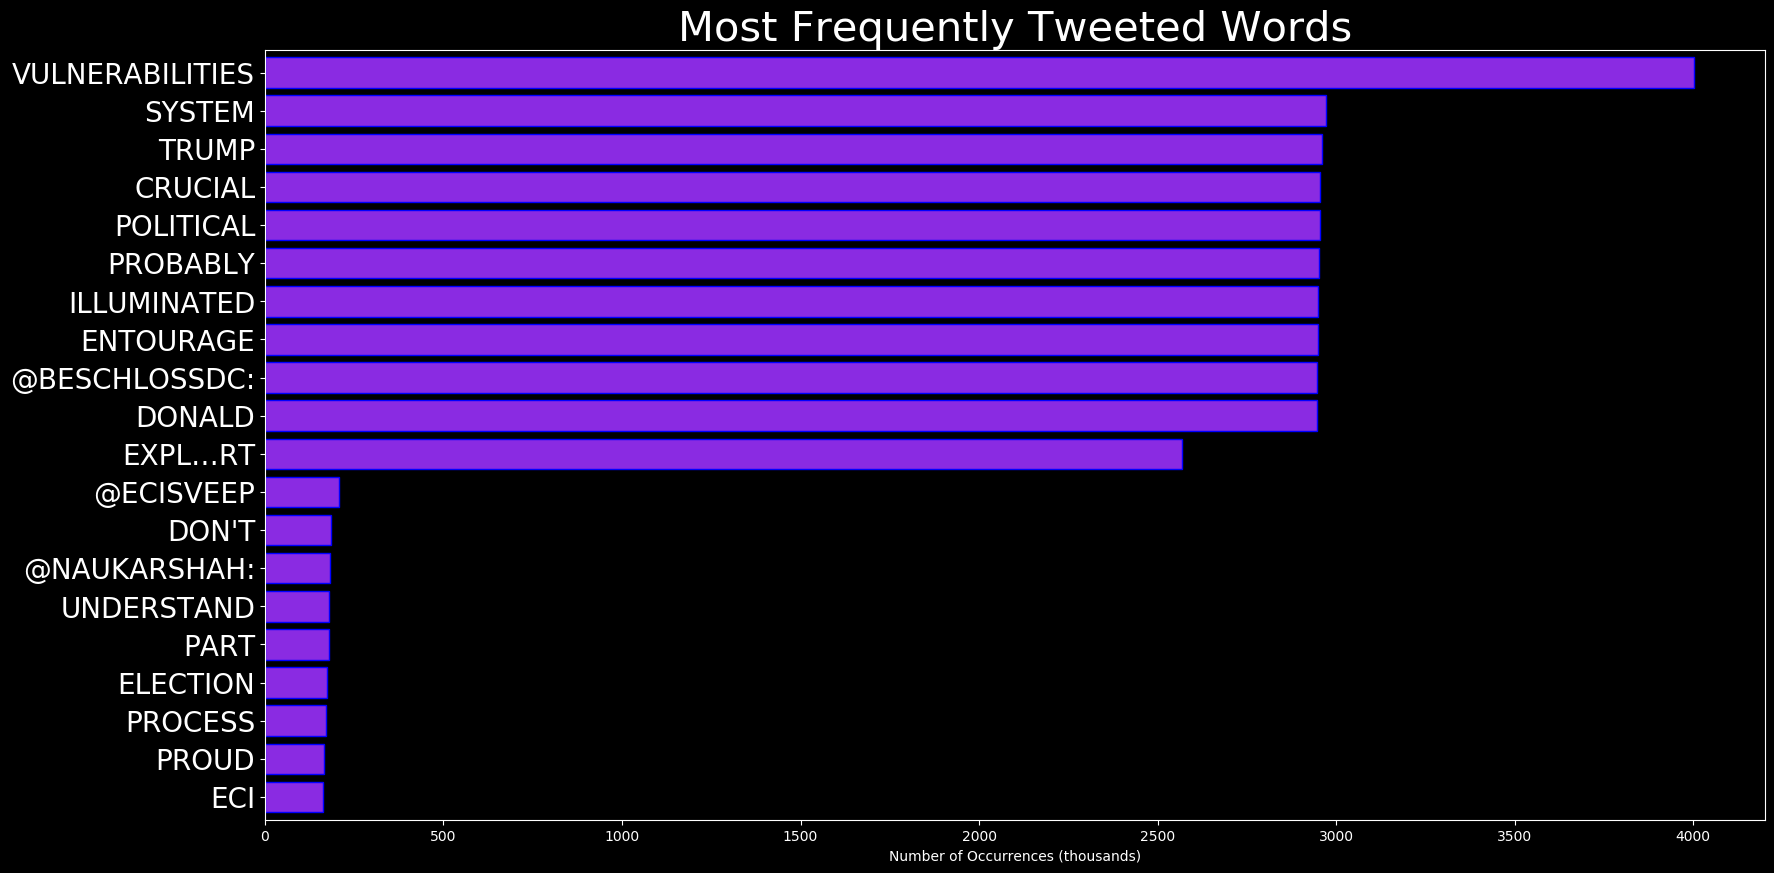 Most Frequently Tweeted Words
VULNERABILITIES
SYSTEM
TRUMP
CRUCIAL
POLITICAL
PROBABLY
ILLUMINATED
ENTOURAGE
@BESCHLOSSDC:
DONALD
EXPL…RT
@ECISVEEP
DON'T
@NAUKARSHAH:
UNDERSTAND
PART
ELECTION
PROCESS
PROUD
ECI
0 500 1000 1500 2000 2500 3000 3500 4000
Number of Occurrences (thousands)